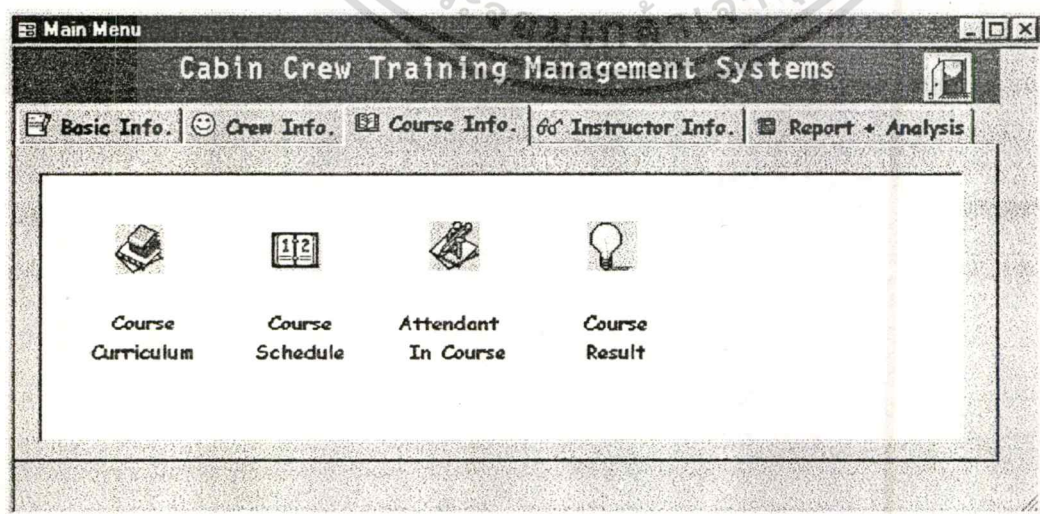 Main Menu
Cabin Crew Training Management Systems
Basic Info. Crew Info. Course Info. Instructor Info. Report + Analysis
Course Course Attendant Course
Curriculum Schedule In Course Result